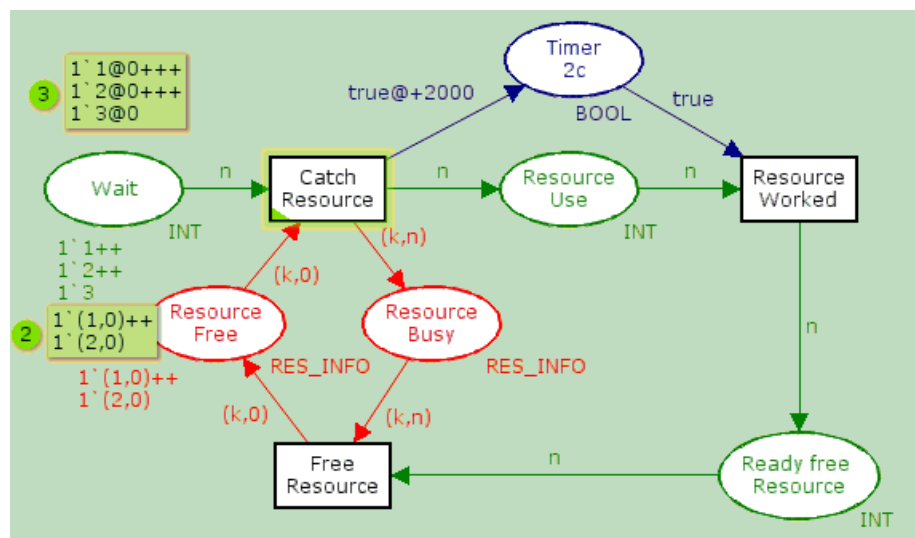 Timer
2c
BOOL
true@+2000
true
3
1`1@0+++
1`2@0+++
1`3@0
Wait
INT
n
Catch
Resource
n
Resource
Use
INT
n
Resource
Worked
1`1++
1`2++
1`3
(k,0)
(k,n)
2
1`(1,0)++
1`(2,0)
Resource
Free
RES_INFO
Resource
Busy
RES_INFO
n
1`(1,0)++
1`(2,0)
(k,0)
(k,n)
Free
Resource
n
Ready free
Resource
INT